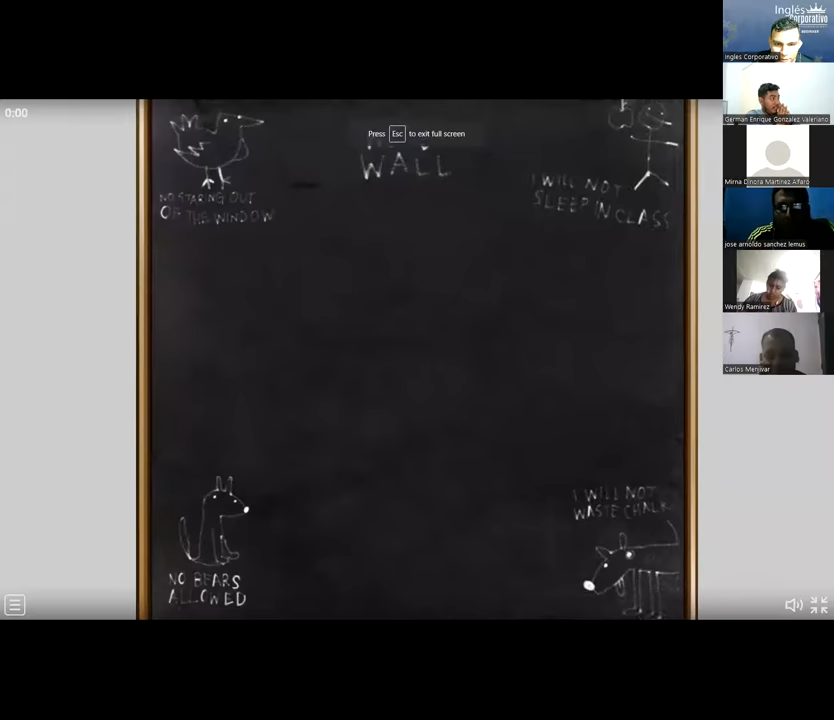 Inglés
Corporativo
BEGINNER
Ingles Corporativo
0:00
Press Esc to exit full screen
German Enrique Gonzalez Valeriano
WALL
Mirna Dinora Martinez Alfaro
I WILL NOT
SLEEP IN CLASS
NO STARING OUT
OF THE WINDOW
jose arnoldo sanchez lemus
Wendy Ramirez
Carlos Menjivar
I WILL NOT
WASTE CHALK
NO BEARS
ALLOWED